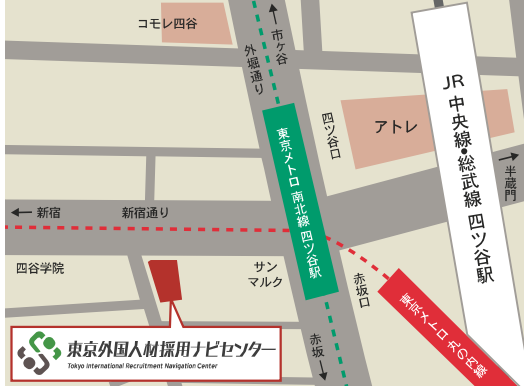 コモレ四谷
市ヶ谷
外堀通り
四ツ谷口
アトレ
JR 中央線・総武線 四ツ谷駅
東京メトロ 南北線 四ツ谷駅
半蔵門
新宿
新宿通り
四谷学院
サン
マルク
赤坂口
赤坂
東京メトロ 丸の内線
東京外国人材採用ナビセンター
Tokyo International Recruitment Navigation Center